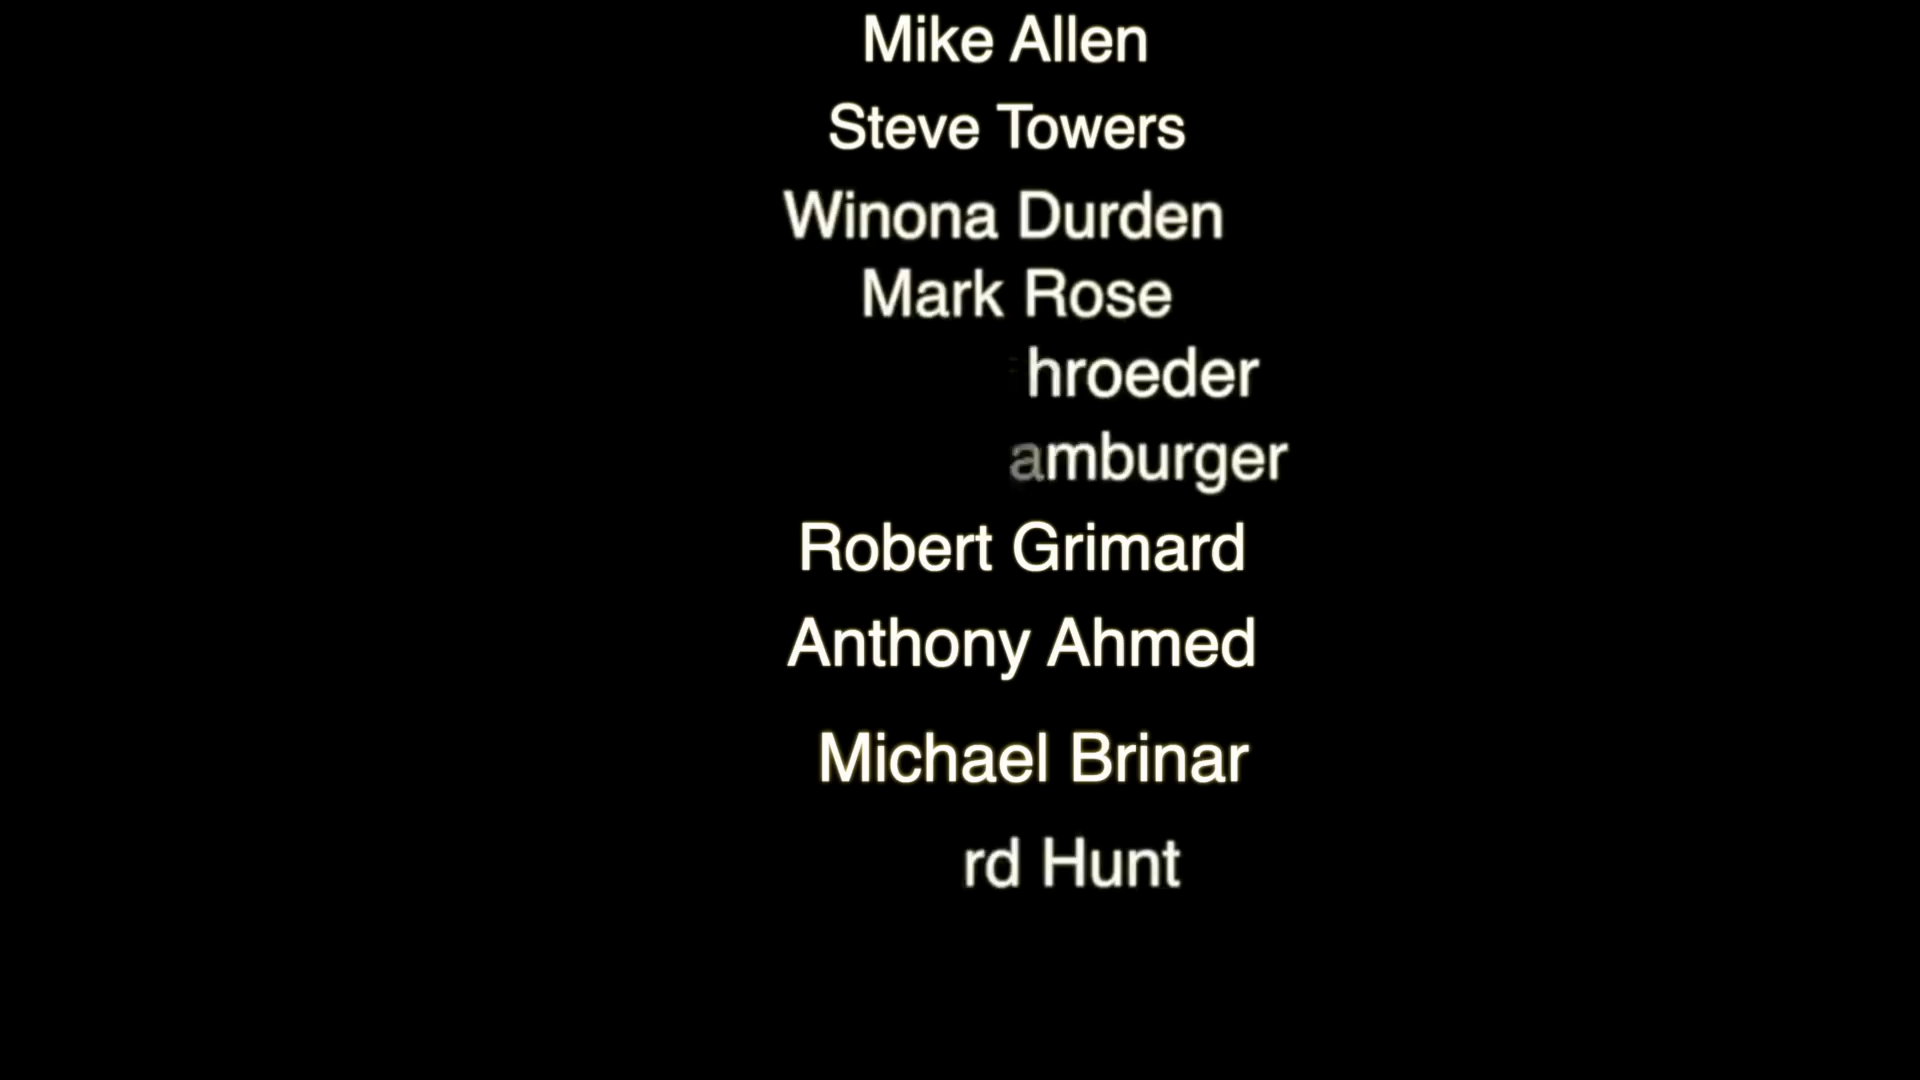 Mike Allen
Steve Towers
Winona Durden
Mark Rose
hroeder
amburger
Robert Grimard
Anthony Ahmed
Michael Brinar
rd Hunt